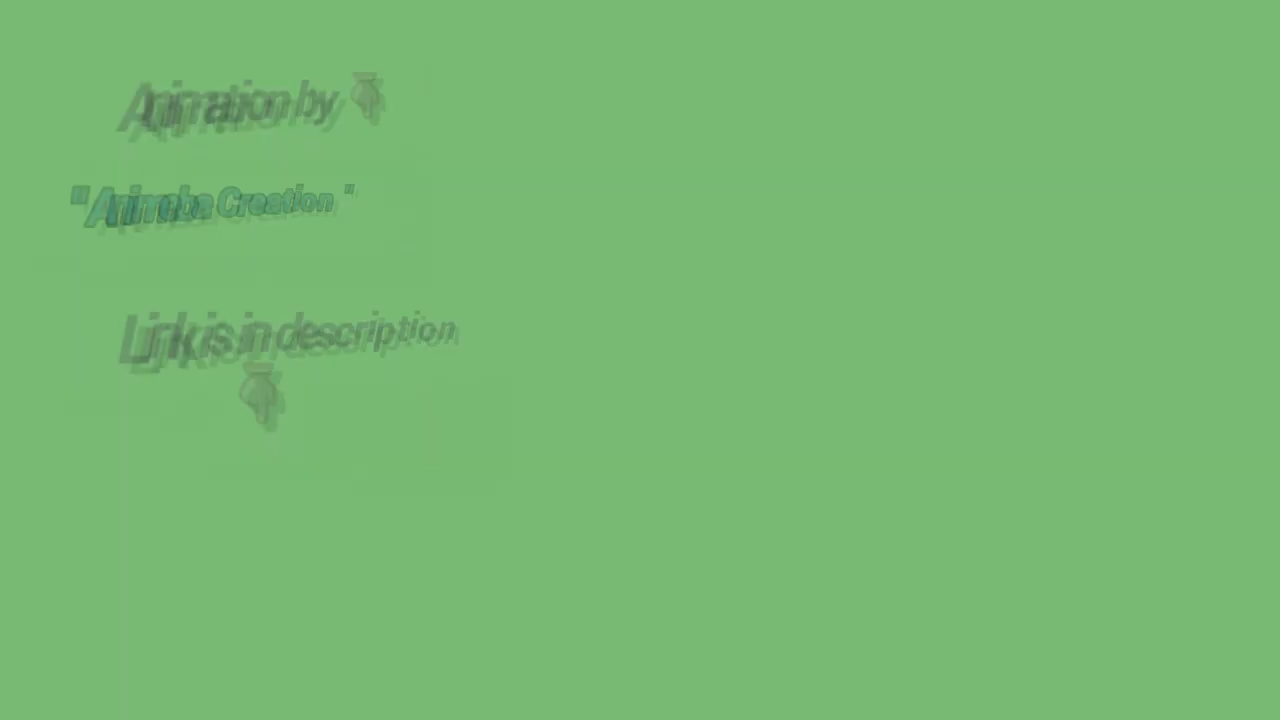 Animation by 👇
" Animeba Creation "
Link is in description
👇